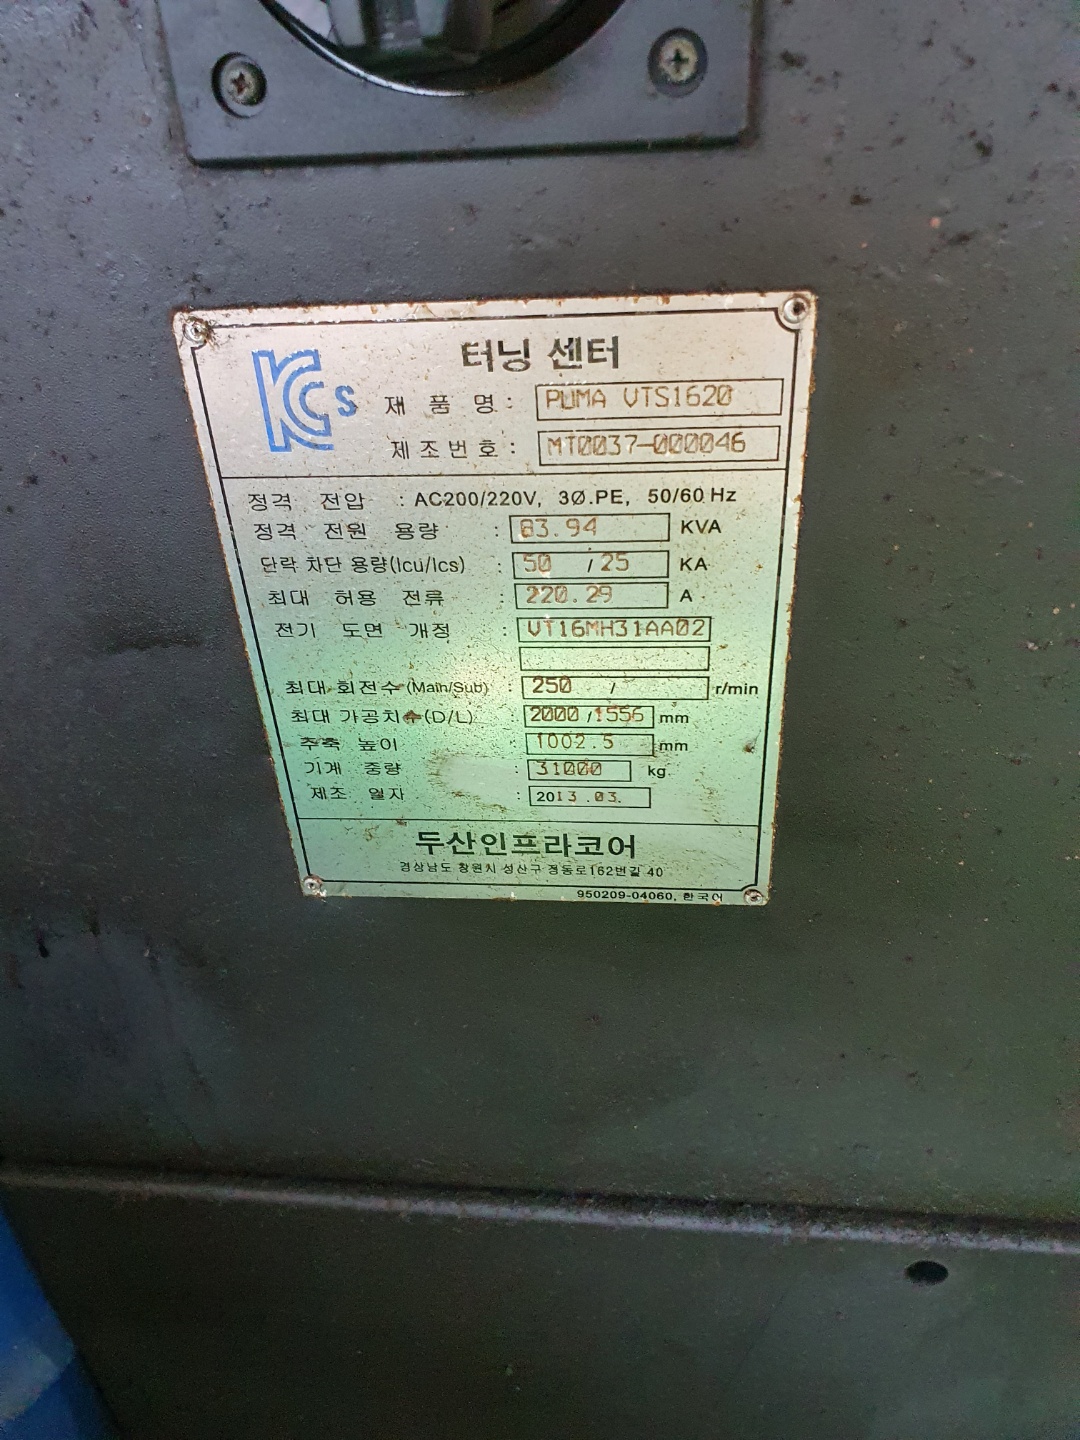 KCs
터닝 센터
제 품 명 : PUMA VTS1620
제조번호 : MT0037-000046
정격 전압 : AC200/220V, 3Ø.PE, 50/60 Hz
정격 전원 용량 : 83.94 KVA
단락 차단 용량(Icu/Ics) : 50 / 25 KA
최대 허용 전류 : 220.29 A
전기 도면 개정 : VT16MH31AA02
최대 회전수(Main/Sub) : 250 / r/min
최대 가공치수(D/L) : 2000 / 1556 mm
주축 높이 : 1002.5 mm
기계 중량 : 31000 kg
제조 일자 : 2013 .03.
두산인프라코어
경상남도 창원시 성산구 정동로162번길 40
950209-04060, 한국어